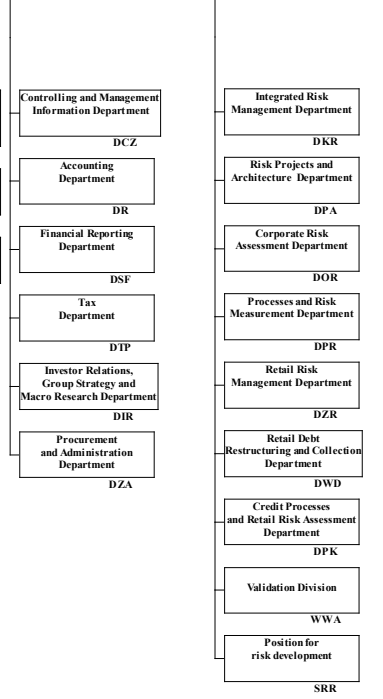 Controlling and Management
Information Department
DCZ
Accounting
Department
DR
Financial Reporting
Department
DSF
Tax
Department
DTP
Investor Relations,
Group Strategy and
Macro Research Department
DIR
Procurement
and Administration
Department
DZA
Integrated Risk
Management Department
DKR
Risk Projects and
Architecture Department
DPA
Corporate Risk
Assessment Department
DOR
Processes and Risk
Measurement Department
DPR
Retail Risk
Management Department
DZR
Retail Debt
Restructuring and Collection
Department
DWD
Credit Processes
and Retail Risk Assessment
Department
DPK
Validation Division
WWA
Position for
risk development
SRR